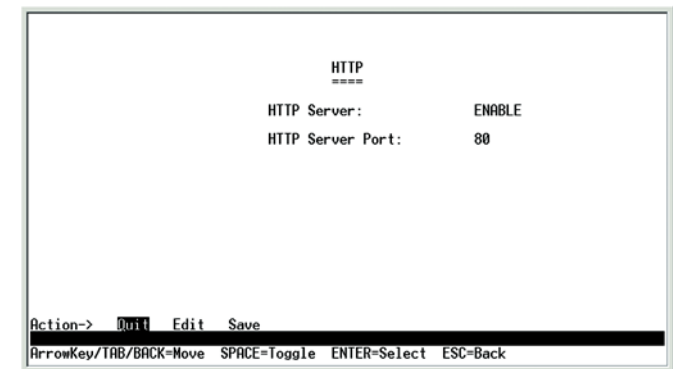 HTTP
====
HTTP Server: ENABLE
HTTP Server Port: 80
Action-> Quit Edit Save
ArrowKey/TAB/BACK=Move SPACE=Toggle ENTER=Select ESC=Back